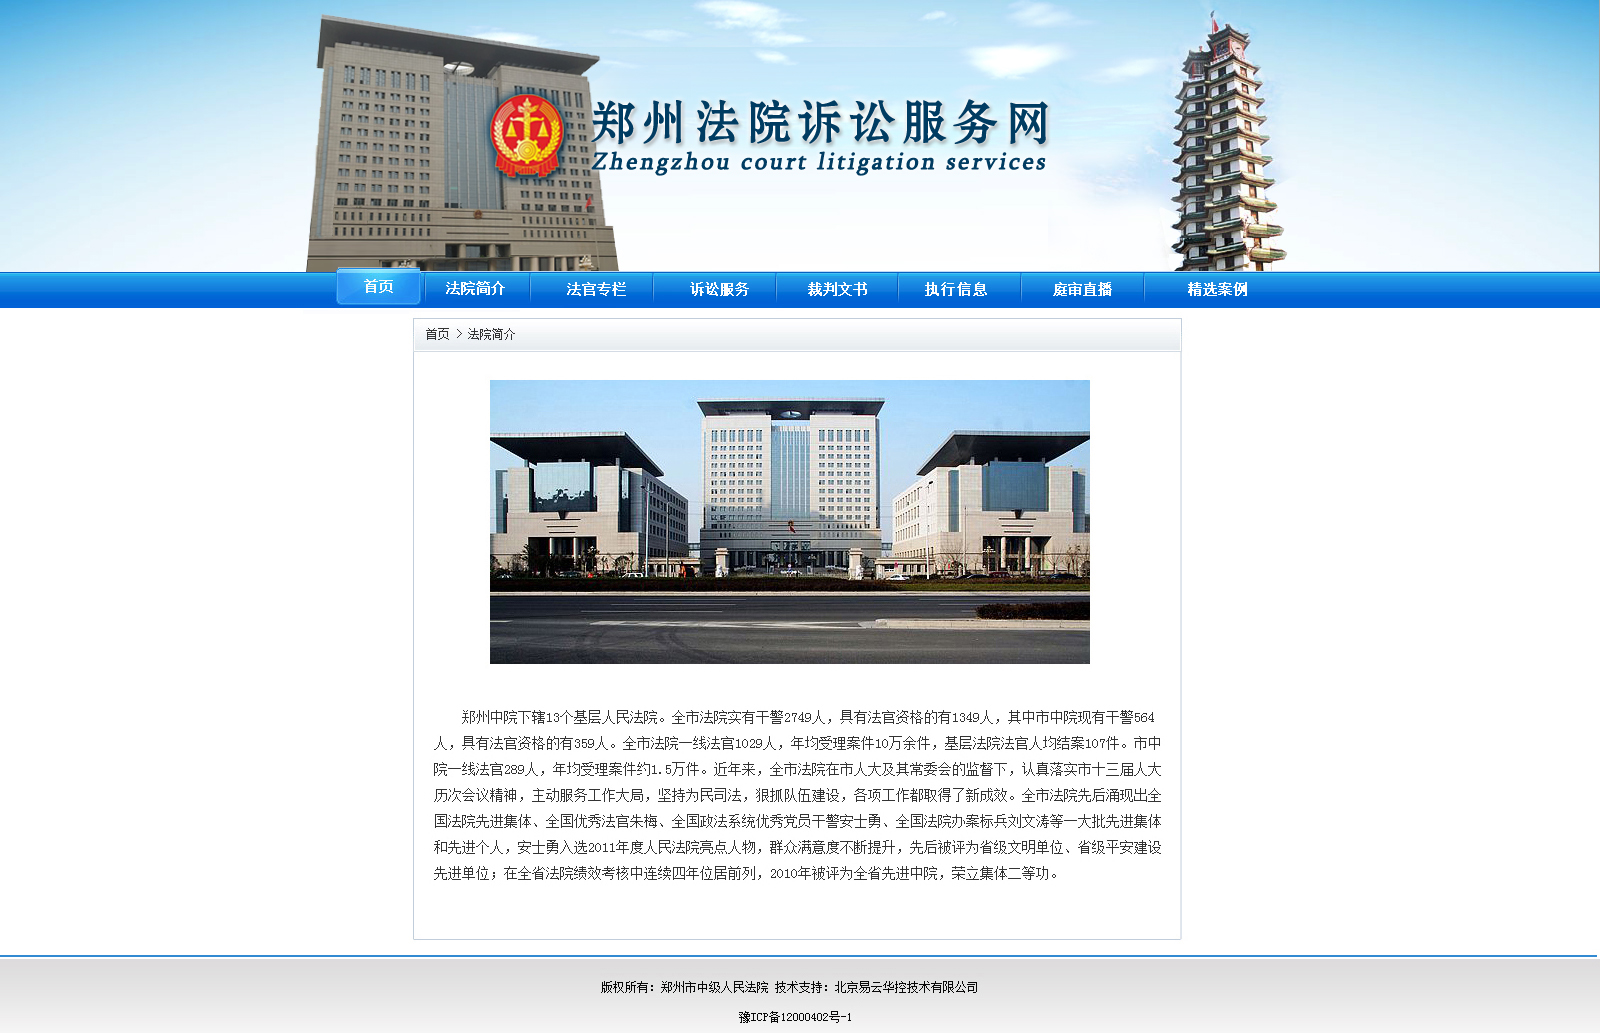 郑州法院诉讼服务网
Zhengzhou court litigation services
首页 法院简介 法官专栏 诉讼服务 裁判文书 执行信息 庭审直播 精选案例
首页 > 法院简介
郑州中院下辖13个基层人民法院。全市法院实有干警2749人，具有法官资格的有1349人，其中市中院现有干警564
人，具有法官资格的有359人。全市法院一线法官1029人，年均受理案件10万余件，基层法院法官人均结案107件。市中
院一线法官289人，年均受理案件约1.5万件。近年来，全市法院在市人大及其常委会的监督下，认真落实市十三届人大
历次会议精神，主动服务工作大局，坚持为民司法，狠抓队伍建设，各项工作都取得了新成效。全市法院先后涌现出全
国法院先进集体、全国优秀法官朱梅、全国政法系统优秀党员干警安士勇、全国法院办案标兵刘文涛等一大批先进集体
和先进个人，安士勇入选2011年度人民法院亮点人物，群众满意度不断提升，先后被评为省级文明单位、省级平安建设
先进单位；在全省法院绩效考核中连续四年位居前列，2010年被评为全省先进中院，荣立集体二等功。
版权所有：郑州市中级人民法院 技术支持：北京易云华控技术有限公司
豫ICP备12000402号-1